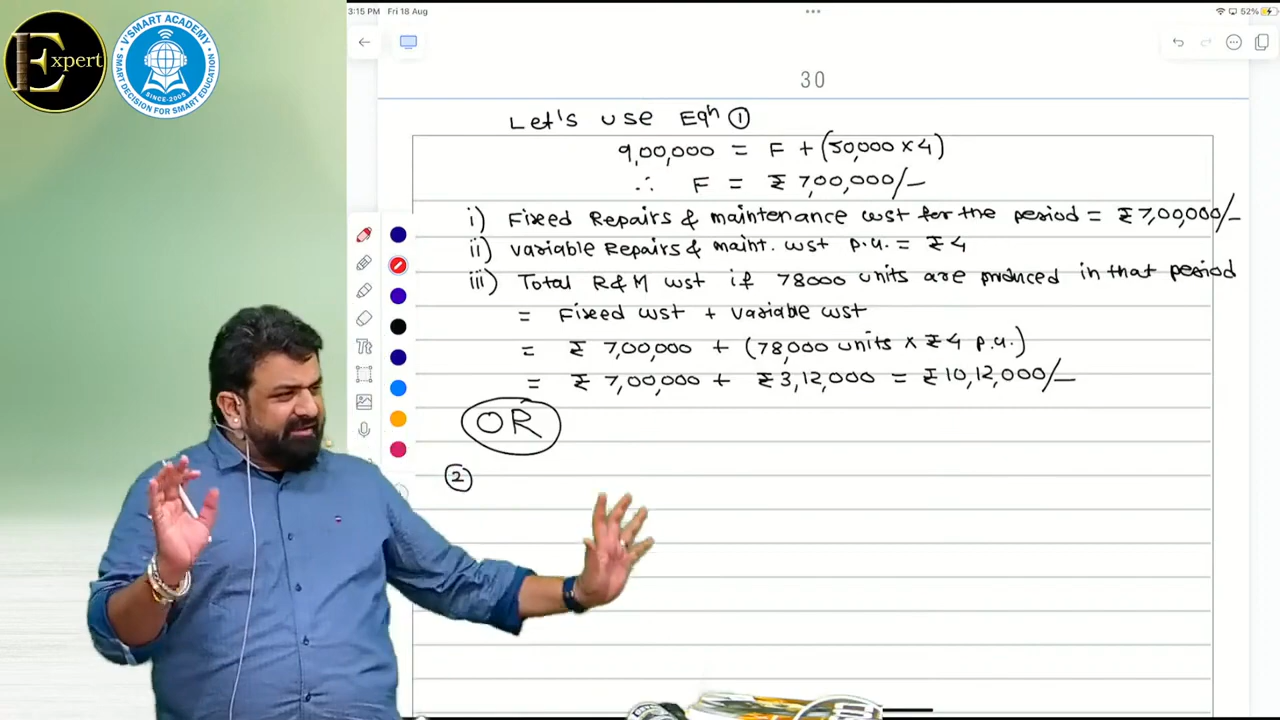 3:15 PM Fri 18 Aug
52%
Expert
V'SMART ACADEMY
SMART DECISION FOR SMART EDUCATION
SINCE-2005
30
Let's use Eqn ①
9,00,000 = F + (50,000 × 4)
∴ F = ₹ 7,00,000/-
i) Fixed Repairs & maintenance cost for the period = ₹ 7,00,000/-
ii) variable Repairs & maint. cost p.u. = ₹ 4
iii) Total R&M cost if 78000 units are produced in that period
= Fixed cost + variable cost
= ₹ 7,00,000 + (78,000 units × ₹ 4 p.u.)
= ₹ 7,00,000 + ₹ 3,12,000 = ₹ 10,12,000/-
OR
②
Tt